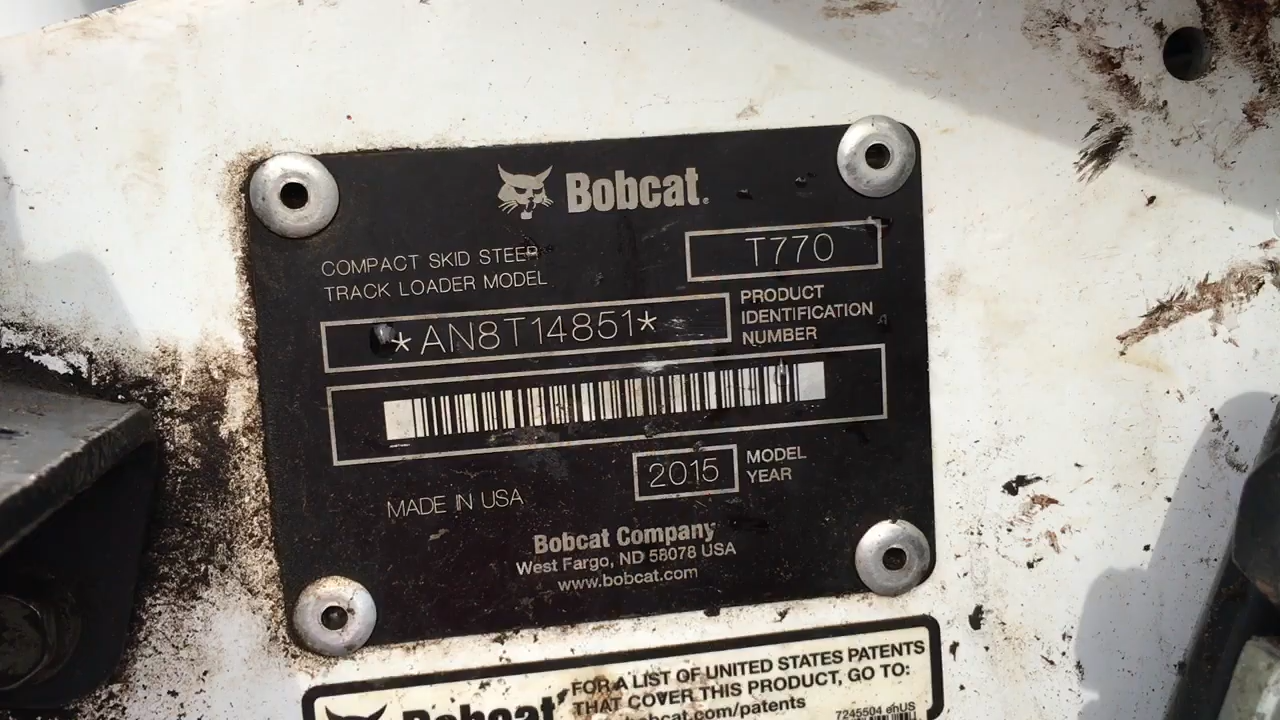 Bobcat
COMPACT SKID STEER
TRACK LOADER MODEL
T770
*AN8T14851*
PRODUCT
IDENTIFICATION
NUMBER
2015
MODEL
YEAR
MADE IN USA
Bobcat Company
West Fargo, ND 58078 USA
www.bobcat.com
Bobcat
FOR A LIST OF UNITED STATES PATENTS
THAT COVER THIS PRODUCT, GO TO:
bobcat.com/patents
7245504 enUS